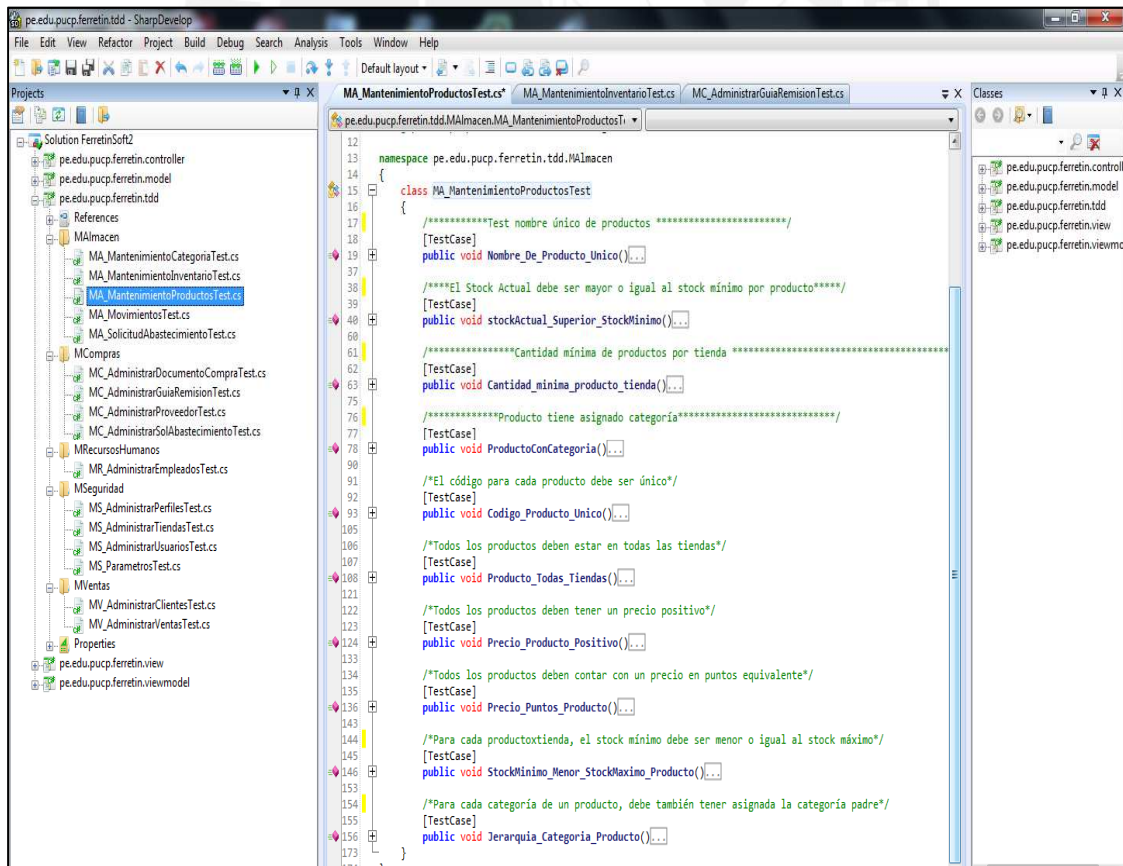 pe.edu.pucp.ferretin.tdd - SharpDevelop
File Edit View Refactor Project Build Debug Search Analysis Tools Window Help
Default layout
Projects
Solution FerretinSoft2
pe.edu.pucp.ferretin.controller
pe.edu.pucp.ferretin.model
pe.edu.pucp.ferretin.tdd
References
MAlmacen
MA_MantenimientoCategoriaTest.cs
MA_MantenimientoInventarioTest.cs
MA_MantenimientoProductosTest.cs
MA_MovimientosTest.cs
MA_SolicitudAbastecimientoTest.cs
MCompras
MC_AdministrarDocumentoCompraTest.cs
MC_AdministrarGuiaRemisionTest.cs
MC_AdministrarProveedorTest.cs
MC_AdministrarSolAbastecimientoTest.cs
MRecursosHumanos
MR_AdministrarEmpleadosTest.cs
MSeguridad
MS_AdministrarPerfilesTest.cs
MS_AdministrarTiendasTest.cs
MS_AdministrarUsuariosTest.cs
MS_ParametrosTest.cs
MVentas
MV_AdministrarClientesTest.cs
MV_AdministrarVentasTest.cs
Properties
pe.edu.pucp.ferretin.view
pe.edu.pucp.ferretin.viewmodel
MA_MantenimientoProductosTest.cs* MA_MantenimientoInventarioTest.cs MC_AdministrarGuiaRemisionTest.cs
pe.edu.pucp.ferretin.tdd.MAlmacen.MA_MantenimientoProductosT
12
13 namespace pe.edu.pucp.ferretin.tdd.MAlmacen
14 {
15 class MA_MantenimientoProductosTest
16 {
17 /***********Test nombre único de productos ************************/
18 [TestCase]
19 public void Nombre_De_Producto_Unico()...
37
38 /****El Stock Actual debe ser mayor o igual al stock mínimo por producto*****/
39 [TestCase]
40 public void stockActual_Superior_StockMinimo()...
60
61 /****************Cantidad mínima de productos por tienda ****************************************
62 [TestCase]
63 public void Cantidad_minima_producto_tienda()...
75
76 /*************Producto tiene asignado categoría*****************************/
77 [TestCase]
78 public void ProductoConCategoria()...
90
91 /*El código para cada producto debe ser único*/
92 [TestCase]
93 public void Codigo_Producto_Unico()...
105
106 /*Todos los productos deben estar en todas las tiendas*/
107 [TestCase]
108 public void Producto_Todas_Tiendas()...
121
122 /*Todos los productos deben tener un precio positivo*/
123 [TestCase]
124 public void Precio_Producto_Positivo()...
133
134 /*Todos los productos deben contar con un precio en puntos equivalente*/
135 [TestCase]
136 public void Precio_Puntos_Producto()...
143
144 /*Para cada productoxtienda, el stock mínimo debe ser menor o igual al stock máximo*/
145 [TestCase]
146 public void StockMinimo_Menor_StockMaximo_Producto()...
153
154 /*Para cada categoría de un producto, debe también tener asignada la categoría padre*/
155 [TestCase]
156 public void Jerarquia_Categoria_Producto()...
173 }
Classes
pe.edu.pucp.ferretin.controll
pe.edu.pucp.ferretin.model
pe.edu.pucp.ferretin.tdd
pe.edu.pucp.ferretin.view
pe.edu.pucp.ferretin.viewmo